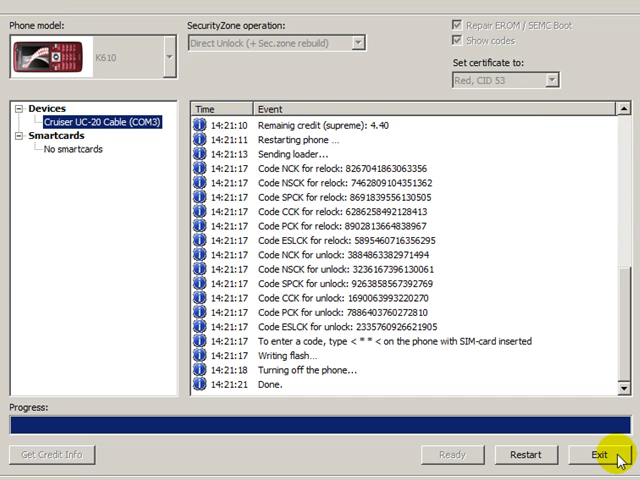 Phone model:
K610
SecurityZone operation:
Direct Unlock (+ Sec.zone rebuild)
Repair EROM / SEMC Boot
Show codes
Set certificate to:
Red, CID 53
Devices
Cruiser UC-20 Cable (COM3)
Smartcards
No smartcards
Time Event
14:21:10 Remainig credit (supreme): 4.40
14:21:11 Restarting phone ...
14:21:13 Sending loader...
14:21:17 Code NCK for relock: 8267041863063356
14:21:17 Code NSCK for relock: 7462809104351362
14:21:17 Code SPCK for relock: 8691839556130505
14:21:17 Code CCK for relock: 6286258492128413
14:21:17 Code PCK for relock: 8902813664838967
14:21:17 Code ESLCK for relock: 5895460716356295
14:21:17 Code NCK for unlock: 3884863382971494
14:21:17 Code NSCK for unlock: 3236167396130061
14:21:17 Code SPCK for unlock: 9263858567392769
14:21:17 Code CCK for unlock: 1690063993220270
14:21:17 Code PCK for unlock: 7886403760272810
14:21:17 Code ESLCK for unlock: 2335760926621905
14:21:17 To enter a code, type < * * < on the phone with SIM-card inserted
14:21:17 Writing flash...
14:21:18 Turning off the phone...
14:21:21 Done.
Progress:
Get Credit Info
Ready
Restart
Exit